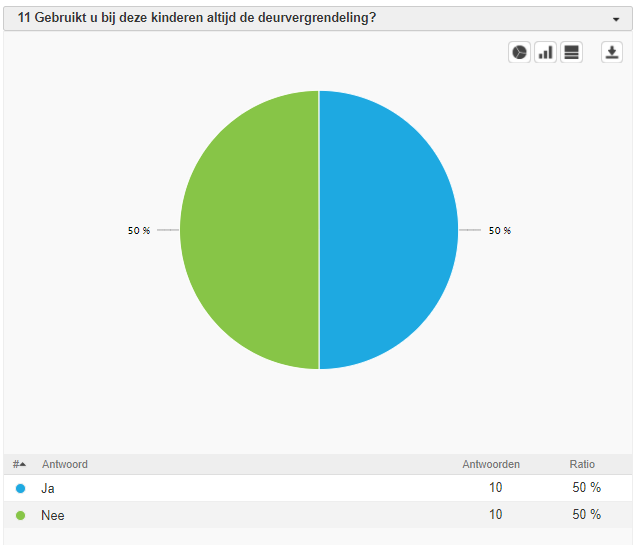 11 Gebruikt u bij deze kinderen altijd de deurvergrendeling?
50 %
50 %
# Antwoord Antwoorden Ratio
Ja 10 50 %
Nee 10 50 %